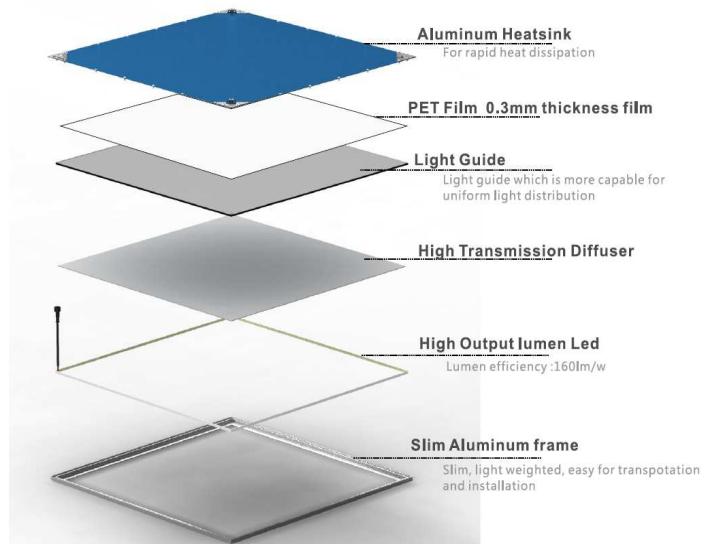 Aluminum Heatsink
For rapid heat dissipation
PET Film 0.3mm thickness film
Light Guide
Light guide which is more capable for
uniform light distribution
High Transmission Diffuser
High Output lumen Led
Lumen efficiency :160lm/w
Slim Aluminum frame
Slim, light weighted, easy for transpotation
and installation